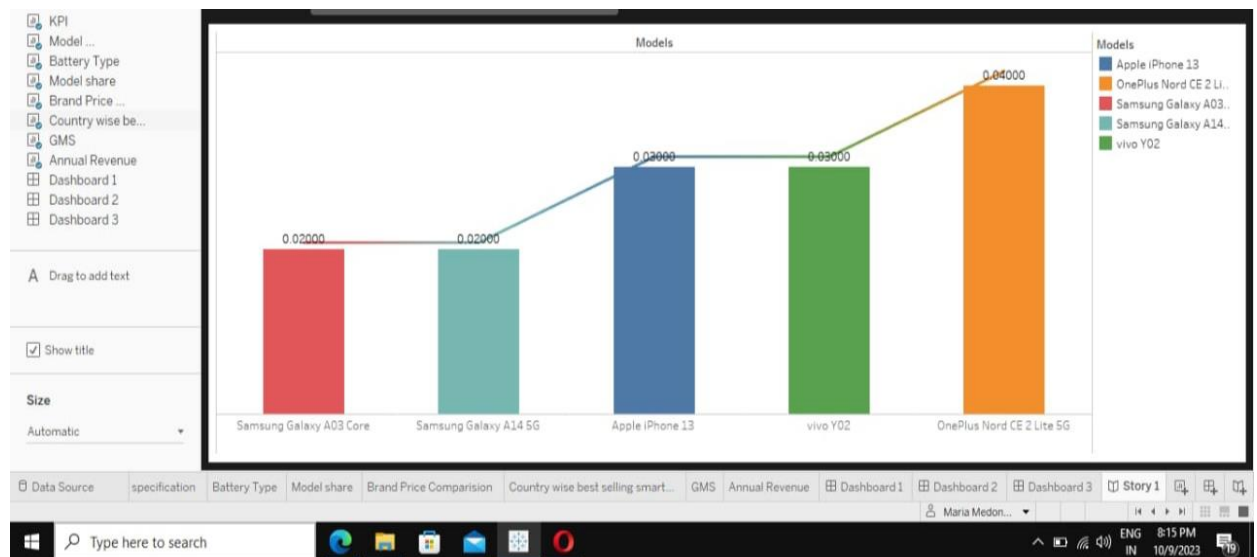 KPI
Model ...
Battery Type
Model share
Brand Price ...
Country wise be...
GMS
Annual Revenue
Dashboard 1
Dashboard 2
Dashboard 3
A Drag to add text
Show title
Size
Automatic
Models
0.02000
0.02000
0.03000
0.03000
0.04000
Samsung Galaxy A03 Core
Samsung Galaxy A14 5G
Apple iPhone 13
vivo Y02
OnePlus Nord CE 2 Lite 5G
Models
Apple iPhone 13
OnePlus Nord CE 2 Li..
Samsung Galaxy A03..
Samsung Galaxy A14..
vivo Y02
Data Source
specification
Battery Type
Model share
Brand Price Comparision
Country wise best selling smart...
GMS
Annual Revenue
Dashboard 1
Dashboard 2
Dashboard 3
Story 1
Maria Medon...
Type here to search
ENG
IN
8:15 PM
10/9/2023
19